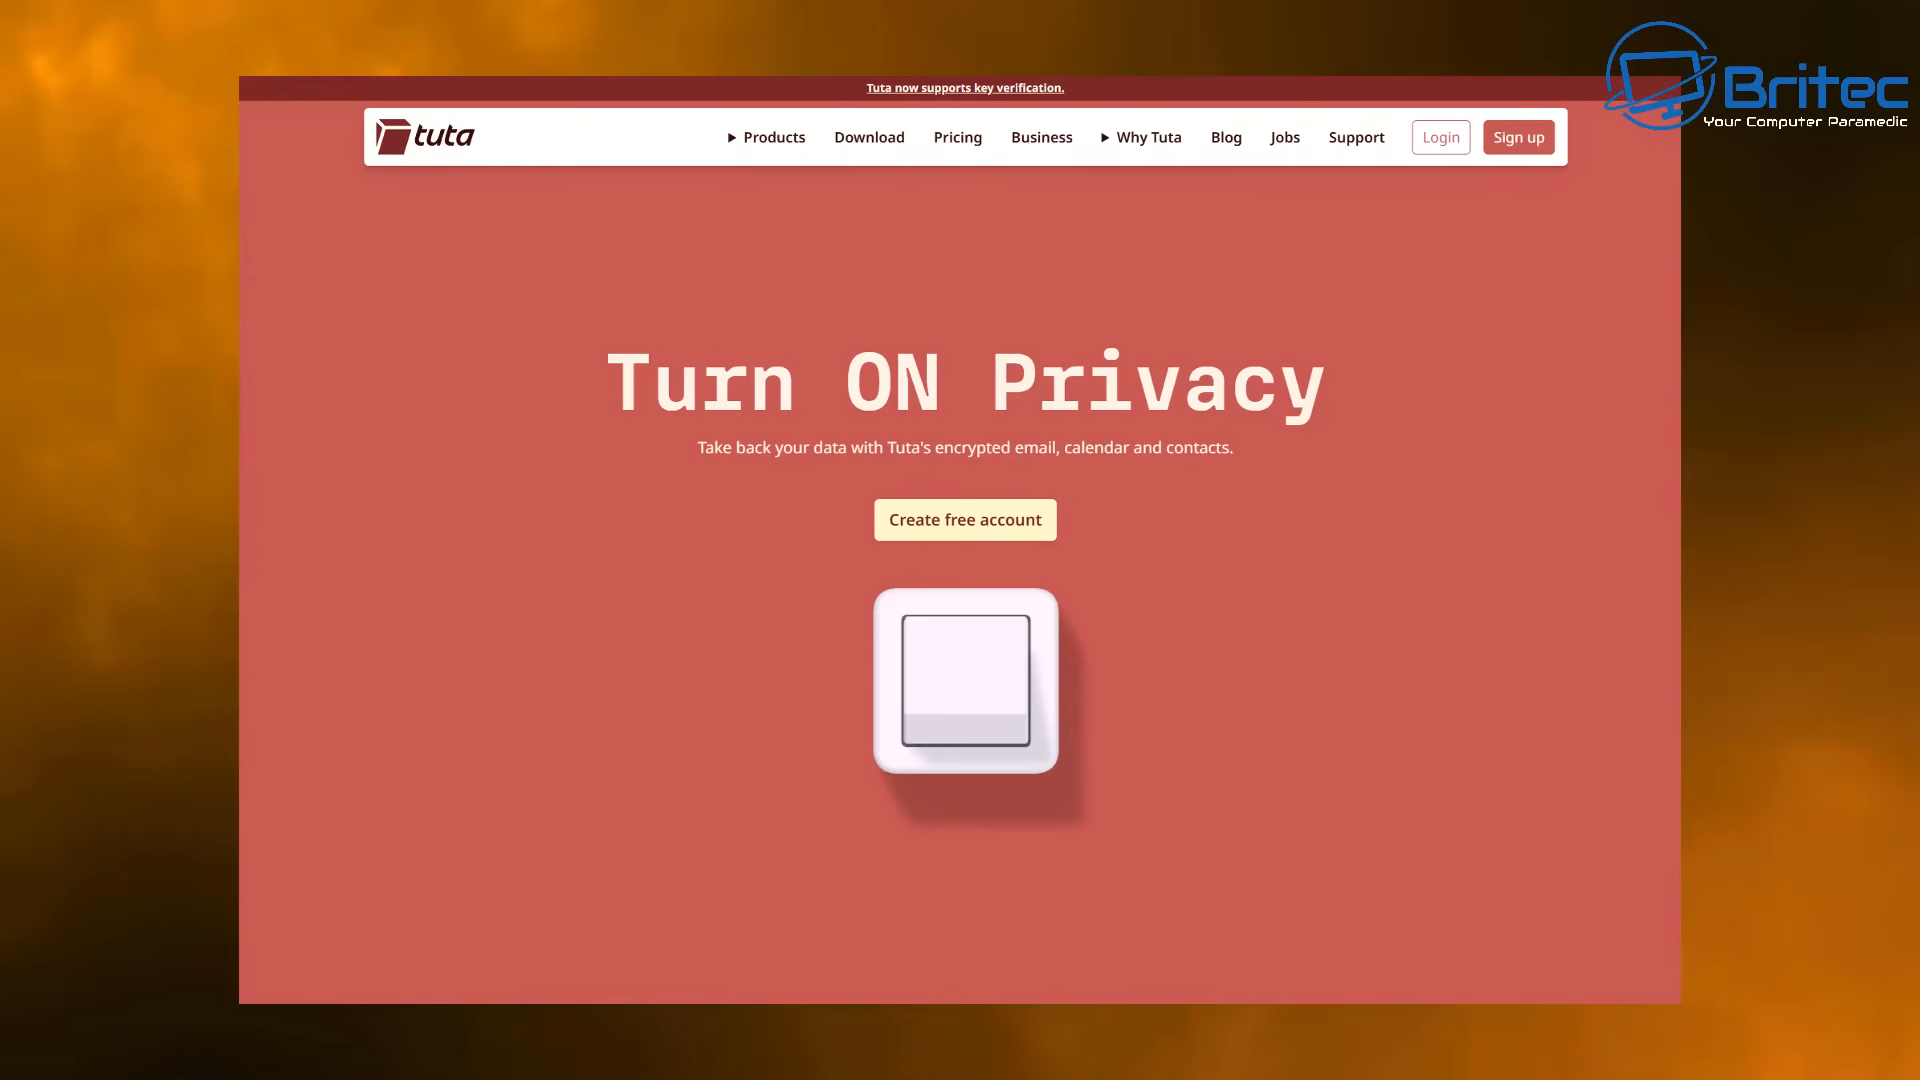 Tuta now supports key verification.
tuta
Products
Download
Pricing
Business
Why Tuta
Blog
Jobs
Support
Login
Sign up
Britec
Your Computer Paramedic
Turn ON Privacy
Take back your data with Tuta's encrypted email, calendar and contacts.
Create free account